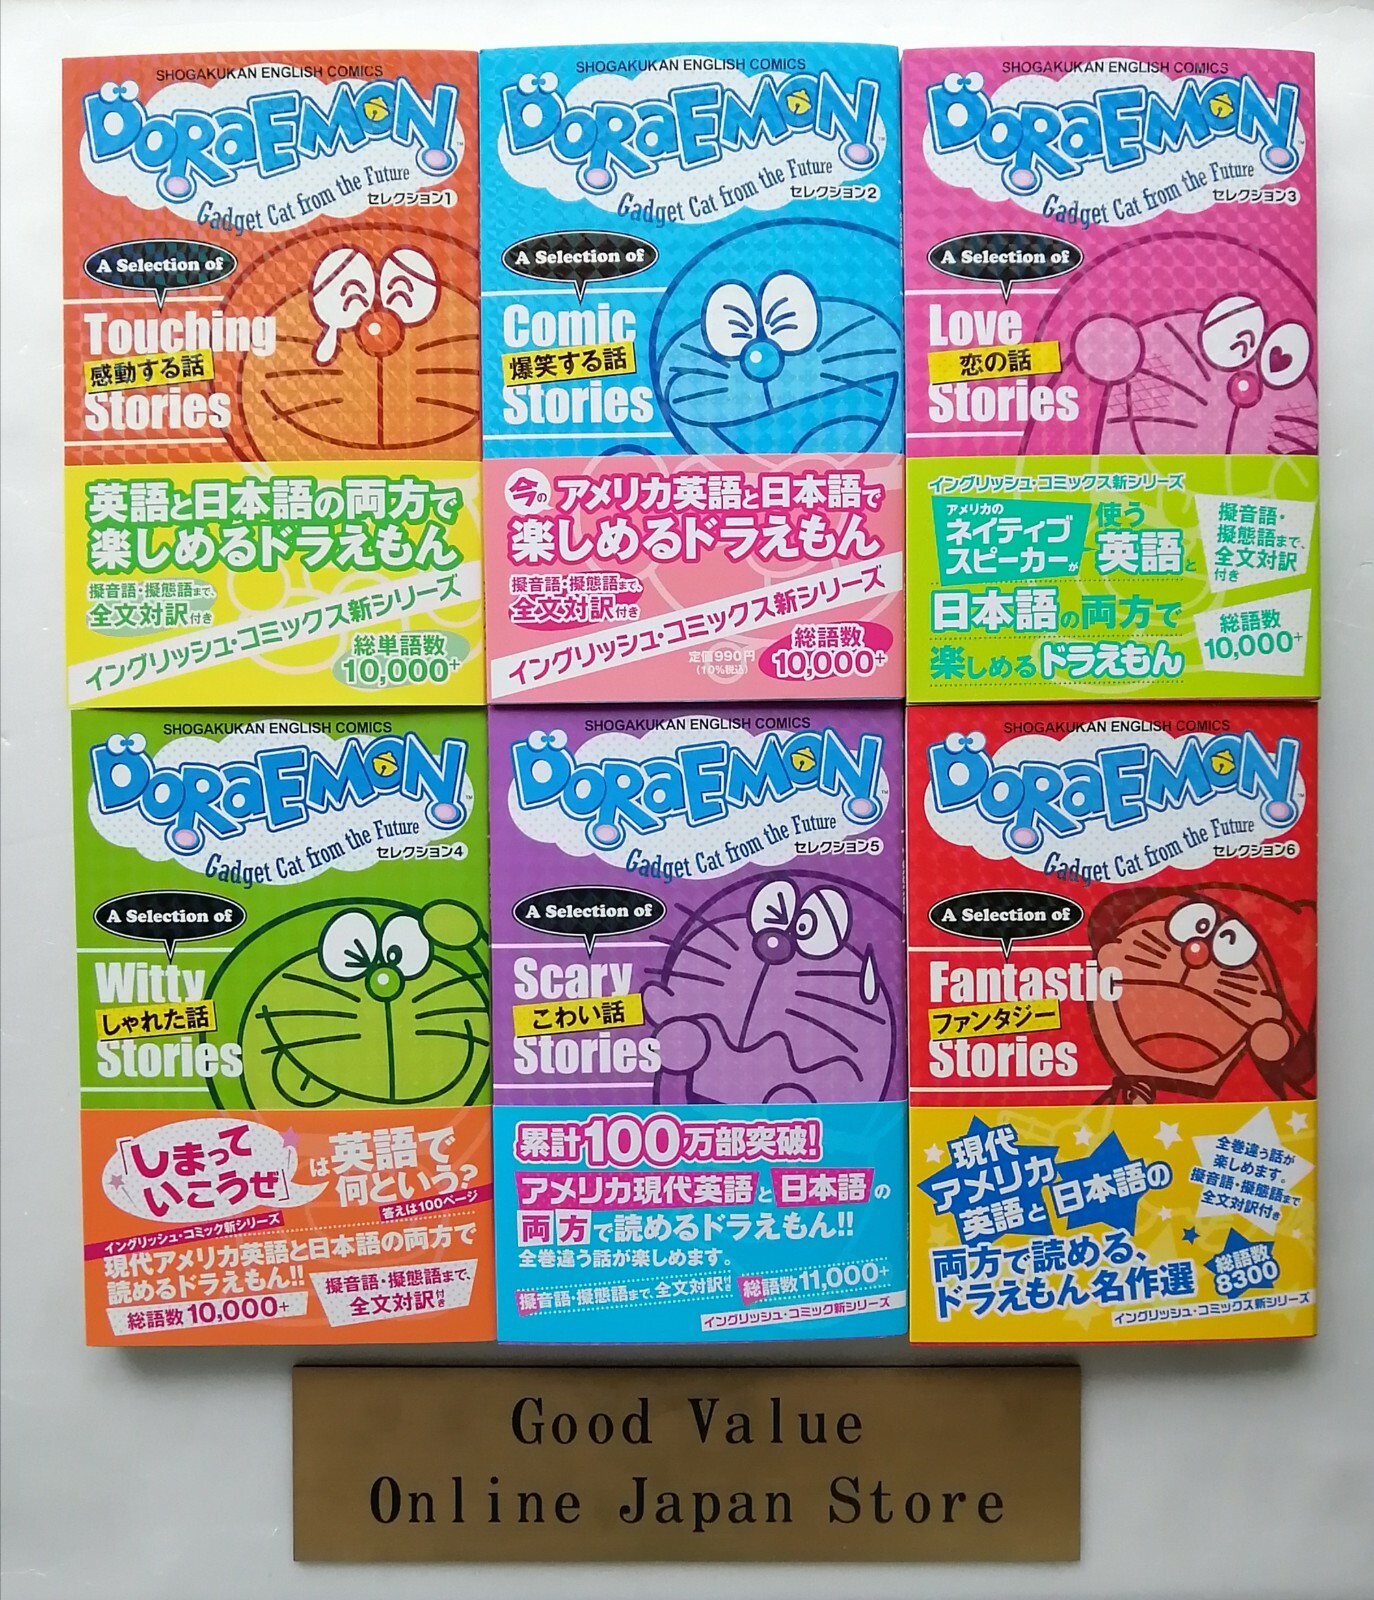 SHOGAKUKAN ENGLISH COMICS
DORAEMON
TM
Gadget Cat from the Future
セレクション1
A Selection of
Touching
感動する話
Stories
英語と日本語の両方で
楽しめるドラえもん
擬音語・擬態語まで、
全文対訳付き
イングリッシュ・コミックス新シリーズ
総単語数
10,000+
SHOGAKUKAN ENGLISH COMICS
DORAEMON
TM
Gadget Cat from the Future
セレクション2
A Selection of
Comic
爆笑する話
Stories
今のアメリカ英語と日本語で
楽しめるドラえもん
擬音語・擬態語まで、
全文対訳付き
イングリッシュ・コミックス新シリーズ
定価990円
(10%税込)
総語数
10,000+
SHOGAKUKAN ENGLISH COMICS
DORAEMON
Gadget Cat from the Future
セレクション3
A Selection of
Love
恋の話
Stories
イングリッシュ・コミックス新シリーズ
アメリカの
ネイティブ
スピーカーが
使う
英語と
日本語の両方で
楽しめるドラえもん
擬音語・
擬態語まで、
全文対訳
付き
総語数
10,000+
SHOGAKUKAN ENGLISH COMICS
DORAEMON
TM
Gadget Cat from the Future
セレクション4
A Selection of
Witty
しゃれた話
Stories
「しまって
いこうぜ」
は英語で
何という?
答えは100ページ
イングリッシュ・コミック新シリーズ
現代アメリカ英語と日本語の両方で
読めるドラえもん!!
総語数10,000+
擬音語・擬態語まで、
全文対訳付き
SHOGAKUKAN ENGLISH COMICS
DORAEMON
TM
Gadget Cat from the Future
セレクション5
A Selection of
Scary
こわい話
Stories
累計100万部突破!
アメリカ現代英語と日本語の
両方で読めるドラえもん!!
全巻違う話が楽しめます。
擬音語・擬態語まで、全文対訳付き
総語数11,000+
イングリッシュ・コミック新シリーズ
SHOGAKUKAN ENGLISH COMICS
DORAEMON
TM
Gadget Cat from the Future
セレクション6
A Selection of
Fantastic
ファンタジー
Stories
現代
アメリカ
英語と日本語の
両方で読める、
ドラえもん名作選
全巻違う話が
楽しめます。
擬音語・擬態語まで
全文対訳付き
総語数
8300
イングリッシュ・コミックス新シリーズ
Good Value
Online Japan Store